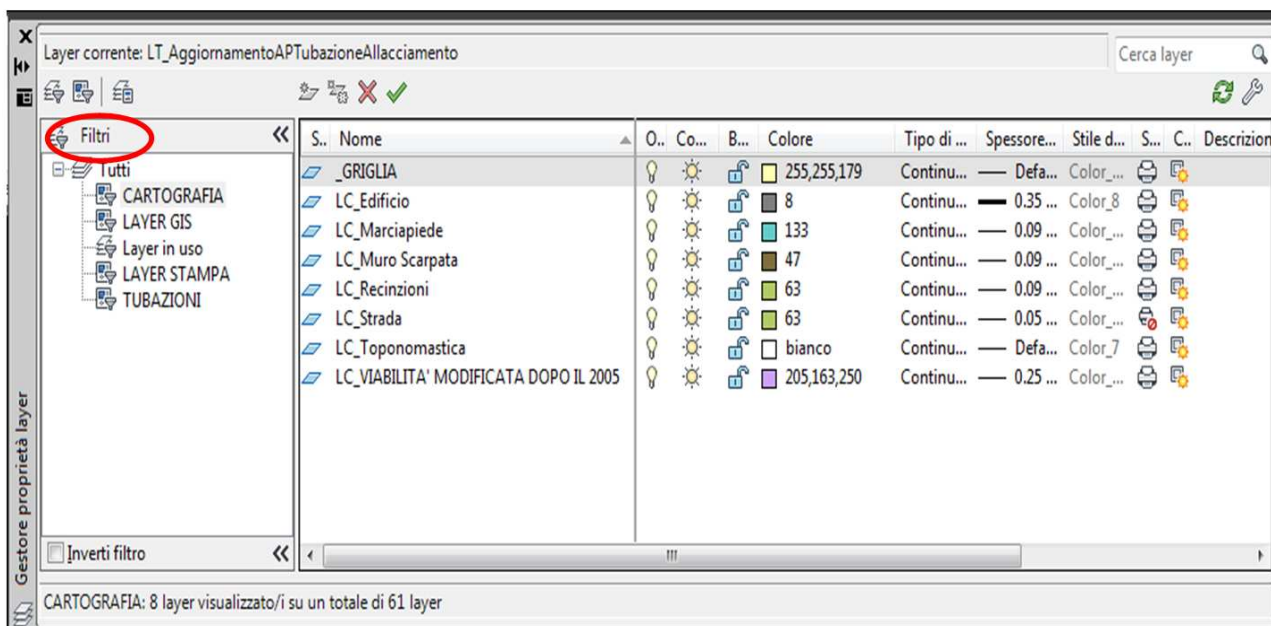 Layer corrente: LT_AggiornamentoAPTubazioneAllacciamento
Cerca layer
Filtri
S.. Nome O.. Co... B... Colore Tipo di ... Spessore... Stile d... S... C.. Descrizion
Tutti
CARTOGRAFIA
LAYER GIS
Layer in uso
LAYER STAMPA
TUBAZIONI
_GRIGLIA 255,255,179 Continu... Defa... Color_...
LC_Edificio 8 Continu... 0.35 ... Color_8
LC_Marciapiede 133 Continu... 0.09 ... Color_...
LC_Muro Scarpata 47 Continu... 0.09 ... Color_...
LC_Recinzioni 63 Continu... 0.09 ... Color_...
LC_Strada 63 Continu... 0.05 ... Color_...
LC_Toponomastica bianco Continu... Defa... Color_7
LC_VIABILITA' MODIFICATA DOPO IL 2005 205,163,250 Continu... 0.25 ... Color_...
Inverti filtro
Gestore proprietà layer
CARTOGRAFIA: 8 layer visualizzato/i su un totale di 61 layer